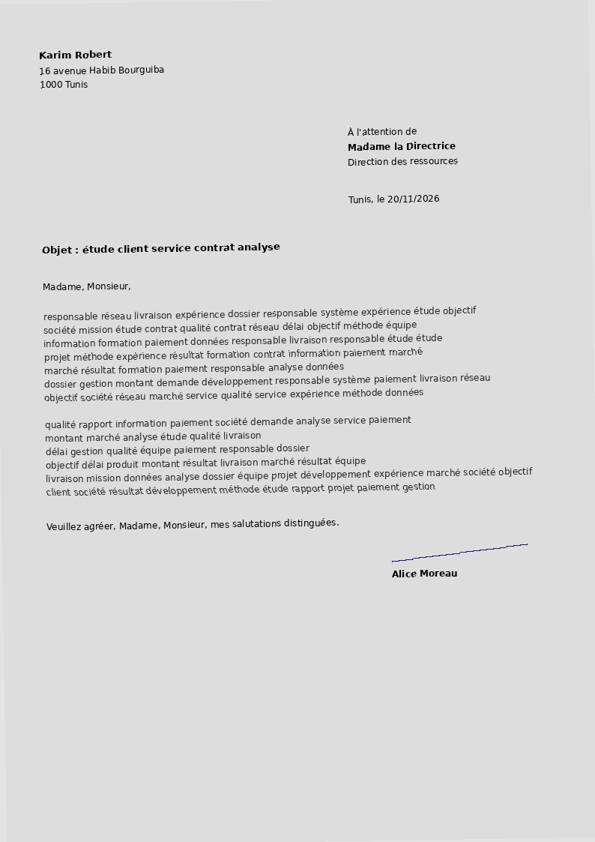 Karim Robert
16 avenue Habib Bourguiba
1000 Tunis
À l'attention de
Madame la Directrice
Direction des ressources
Tunis, le 20/11/2026
Objet : étude client service contrat analyse
Madame, Monsieur,
responsable réseau livraison expérience dossier responsable système expérience étude objectif
société mission étude contrat qualité contrat réseau délai objectif méthode équipe
information formation paiement données responsable livraison responsable étude étude
projet méthode expérience résultat formation contrat information paiement marché
marché résultat formation paiement responsable analyse données
dossier gestion montant demande développement responsable système paiement livraison réseau
objectif société réseau marché service qualité service expérience méthode données
qualité rapport information paiement société demande analyse service paiement
montant marché analyse étude qualité livraison
délai gestion qualité équipe paiement responsable dossier
objectif délai produit montant résultat livraison marché résultat équipe
livraison mission données analyse dossier équipe projet développement expérience marché société objectif
client société résultat développement méthode étude rapport projet paiement gestion
Veuillez agréer, Madame, Monsieur, mes salutations distinguées.
Alice Moreau